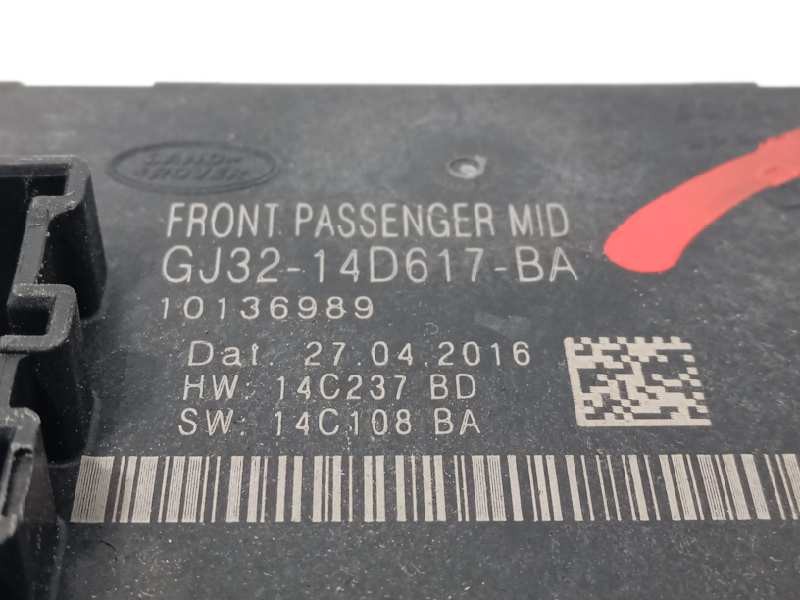 LAND ROVER
FRONT PASSENGER MID
GJ32-14D617-BA
10136989
Dat. 27.04.2016
HW: 14C237 BD
SW: 14C108 BA